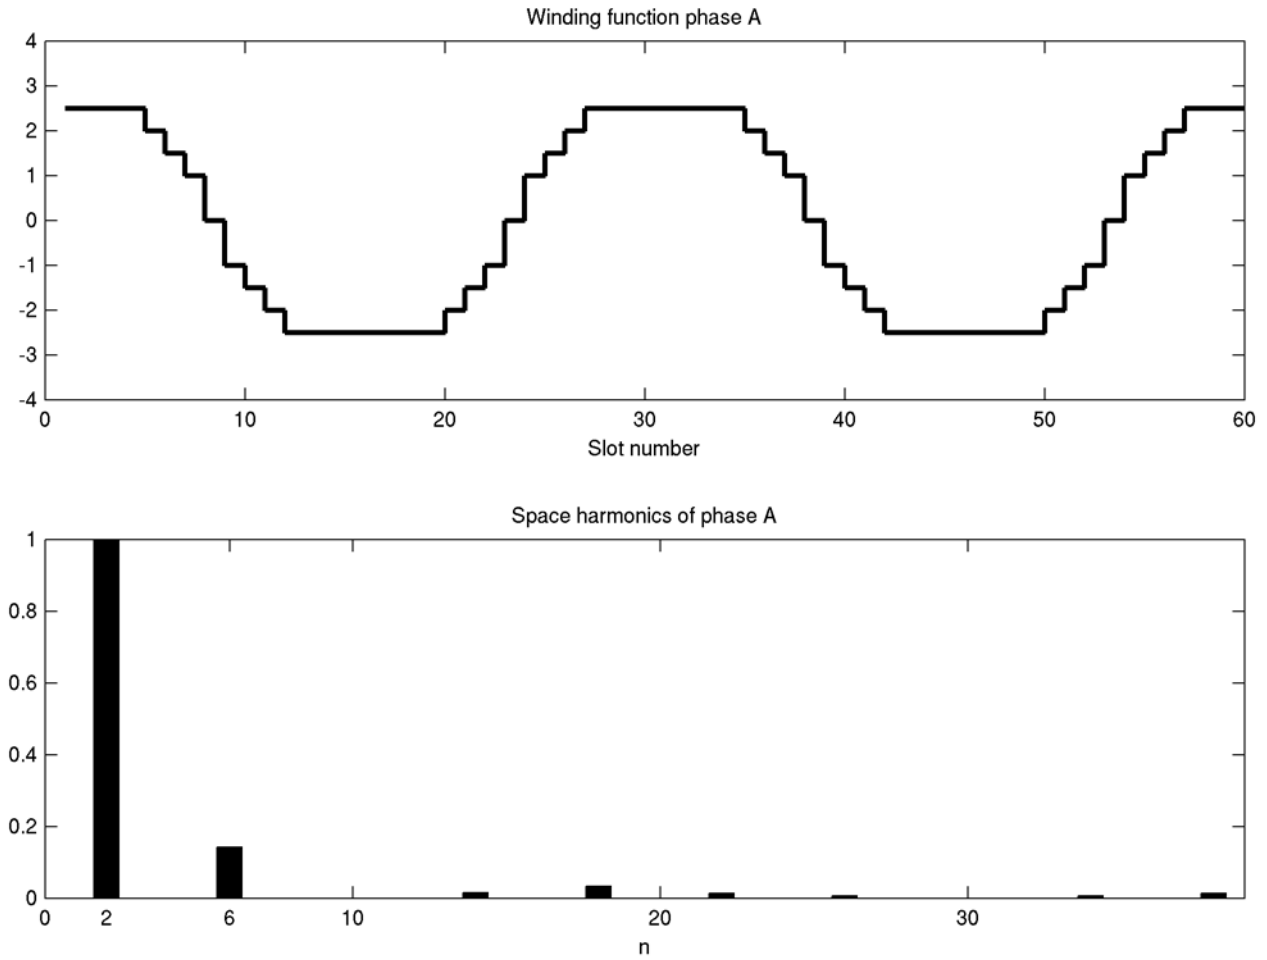 Winding function phase A
4
3
2
1
0
-1
-2
-3
-4
0 10 20 30 40 50 60
Slot number
Space harmonics of phase A
1
0.8
0.6
0.4
0.2
0
0 2 6 10 20 30
n